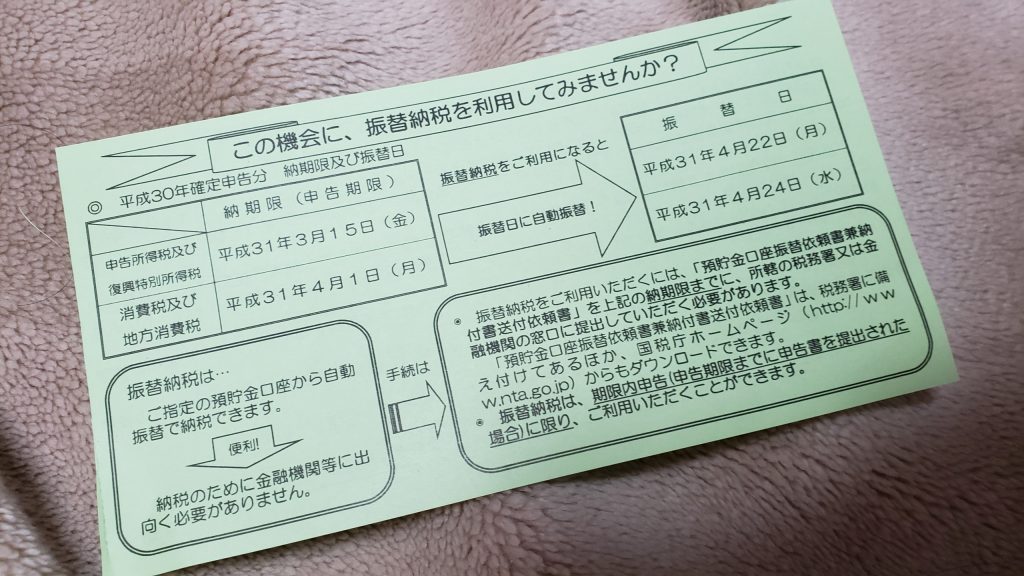 この機会に、振替納税を利用してみませんか？
◎ 平成30年確定申告分 納期限及び振替日
納期限（申告期限）
申告所得税及び
復興特別所得税
平成31年3月15日（金）
消費税及び
地方消費税
平成31年4月1日（月）
振替納税をご利用になると
振替日に自動振替！
振替日
平成31年4月22日（月）
平成31年4月24日（水）
振替納税は…
ご指定の預貯金口座から自動
振替で納税できます。
便利!
納税のために金融機関等に出
向く必要がありません。
手続は
● 振替納税をご利用いただくには、「預貯金口座振替依頼書兼納
付書送付依頼書」を上記の納期限までに、所轄の税務署又は金
融機関の窓口に提出していただく必要があります。
「預貯金口座振替依頼書兼納付書送付依頼書」は、税務署に備
え付けてあるほか、国税庁ホームページ（http://ww
w.nta.go.jp）からもダウンロードできます。
● 振替納税は、期限内申告(申告期限までに申告書を提出された
場合)に限り、ご利用いただくことができます。